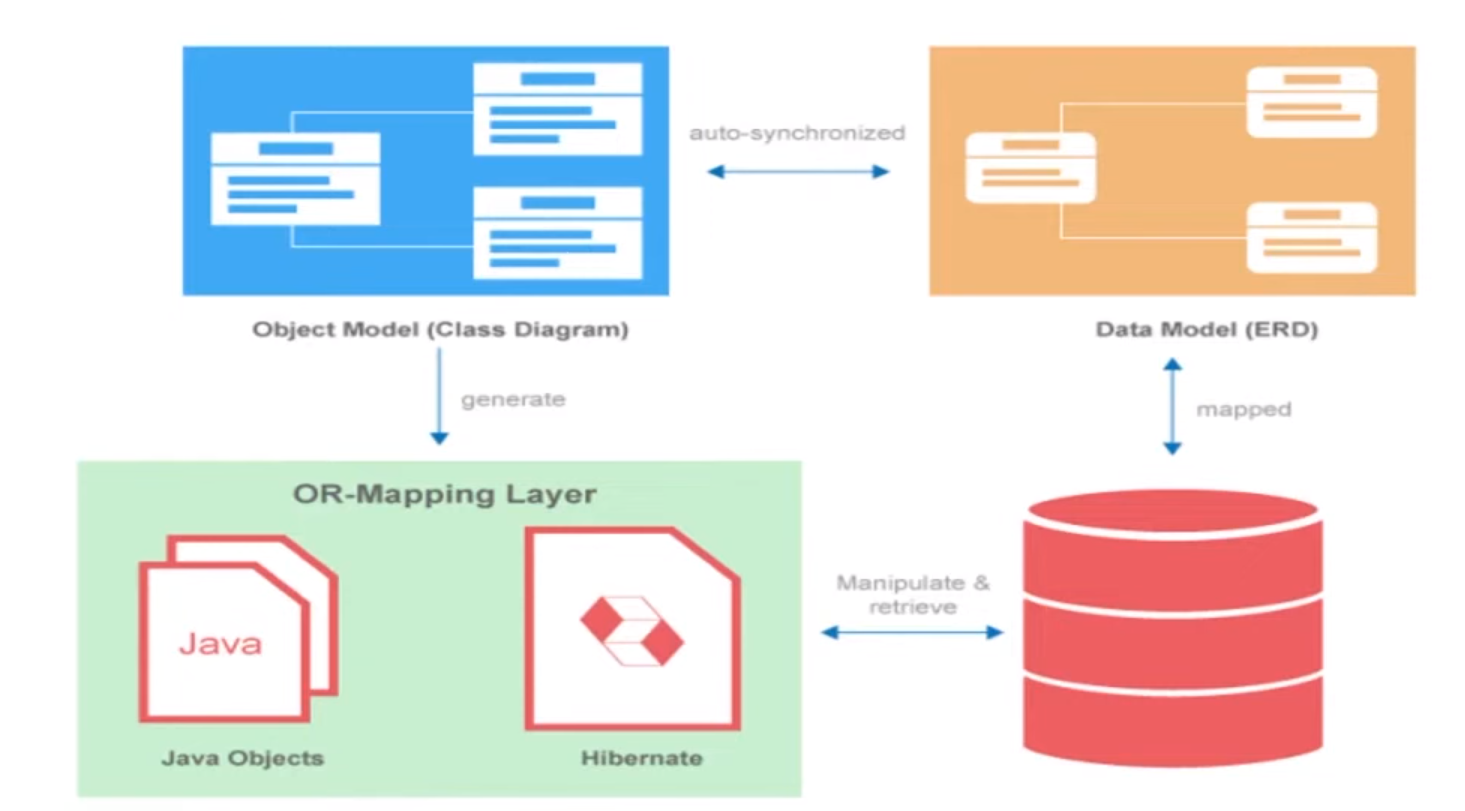 auto-synchronized
Object Model (Class Diagram)
Data Model (ERD)
generate
mapped
OR-Mapping Layer
Manipulate &
retrieve
Java
Java Objects
Hibernate